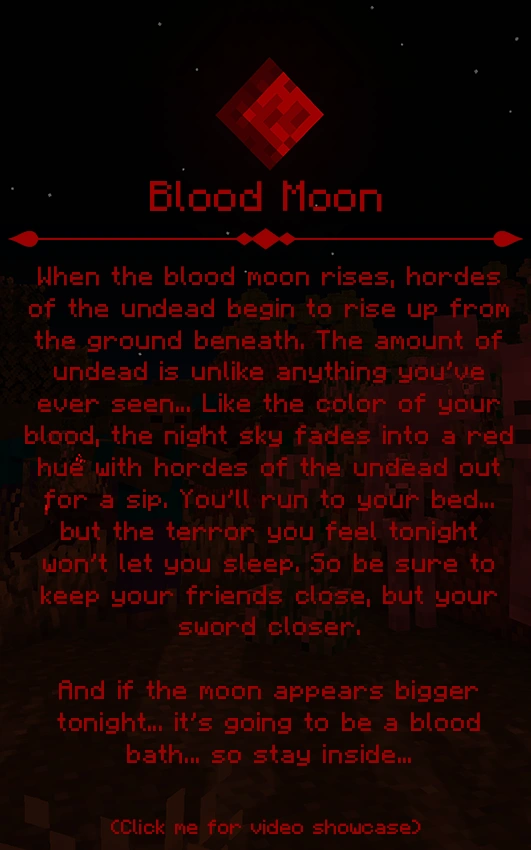 Blood Moon
When the blood moon rises, hordes
of the undead begin to rise up from
the ground beneath. The amount of
undead is unlike anything you've
ever seen... Like the color of your
blood, the night sky fades into a red
hue with hordes of the undead out
for a sip. You'll run to your bed...
but the terror you feel tonight
won't let you sleep. So be sure to
keep your friends close, but your
sword closer.
And if the moon appears bigger
tonight... it's going to be a blood
bath... so stay inside...
(Click me for video showcase)